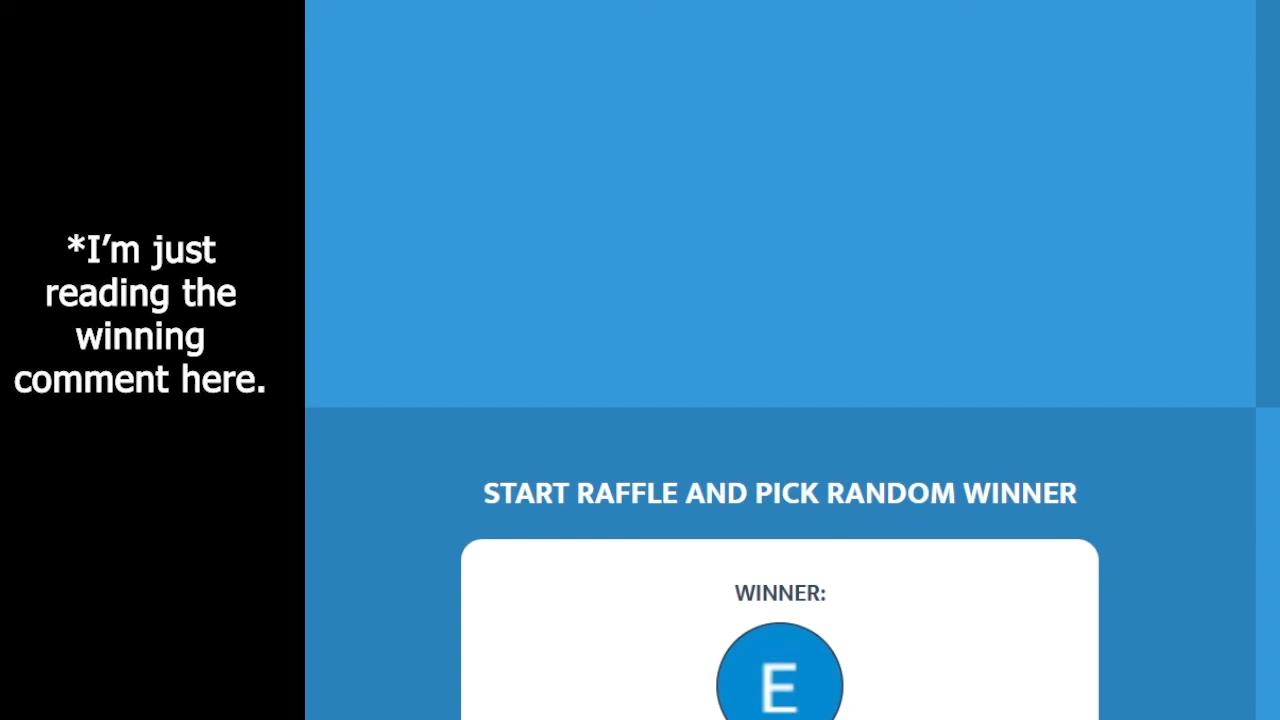 *I’m just
reading the
winning
comment here.
START RAFFLE AND PICK RANDOM WINNER
WINNER:
E